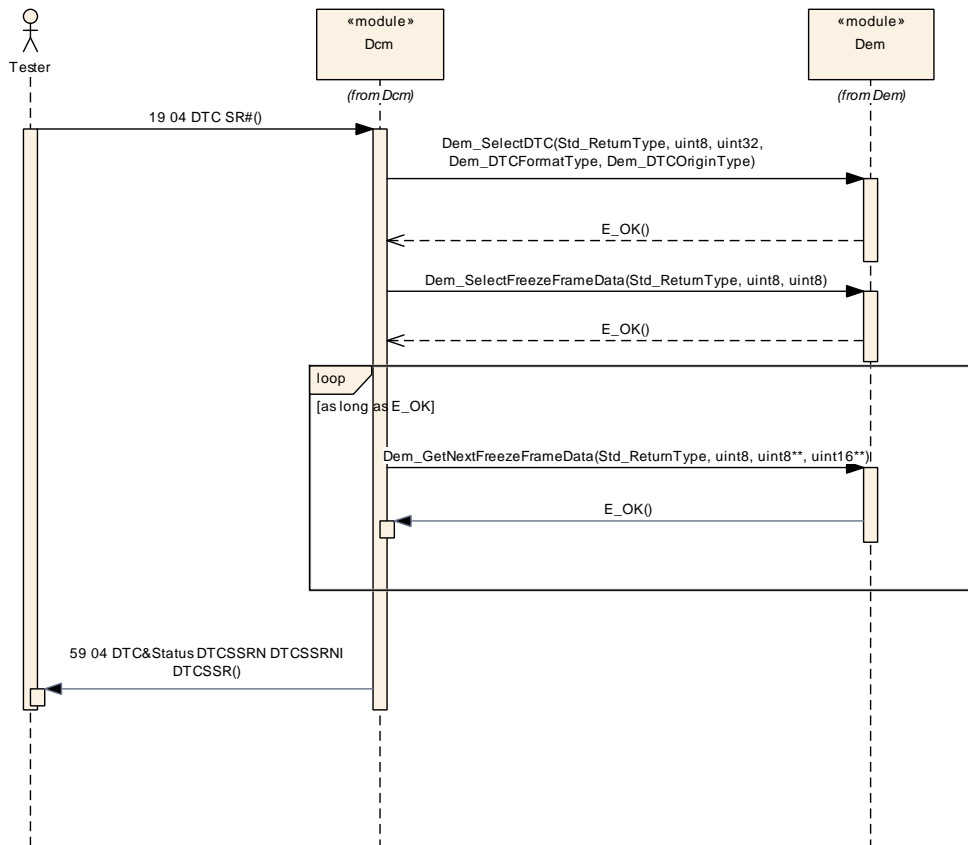 «module»
Dcm
«module»
Dem
Tester
(from Dcm)
(from Dem)
19 04 DTC SR#()
Dem_SelectDTC(Std_ReturnType, uint8, uint32,
Dem_DTCFormatType, Dem_DTCOriginType)
E_OK()
Dem_SelectFreezeFrameData(Std_ReturnType, uint8, uint8)
E_OK()
loop
[as long as E_OK]
Dem_GetNextFreezeFrameData(Std_ReturnType, uint8, uint8**, uint16**)
E_OK()
59 04 DTC&Status DTCSSRN DTCSSRNI
DTCSSR()